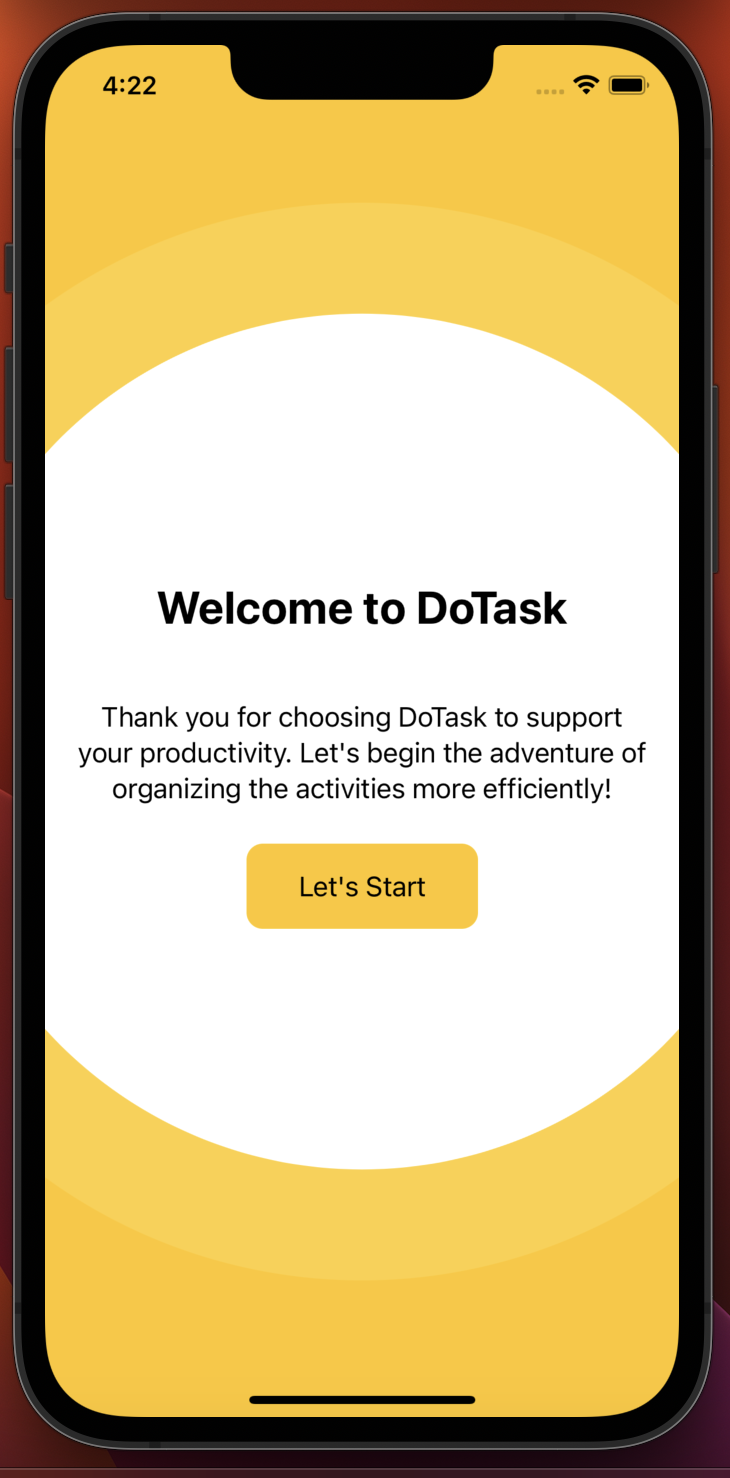 4:22
Welcome to DoTask
Thank you for choosing DoTask to support
your productivity. Let's begin the adventure of
organizing the activities more efficiently!
Let's Start